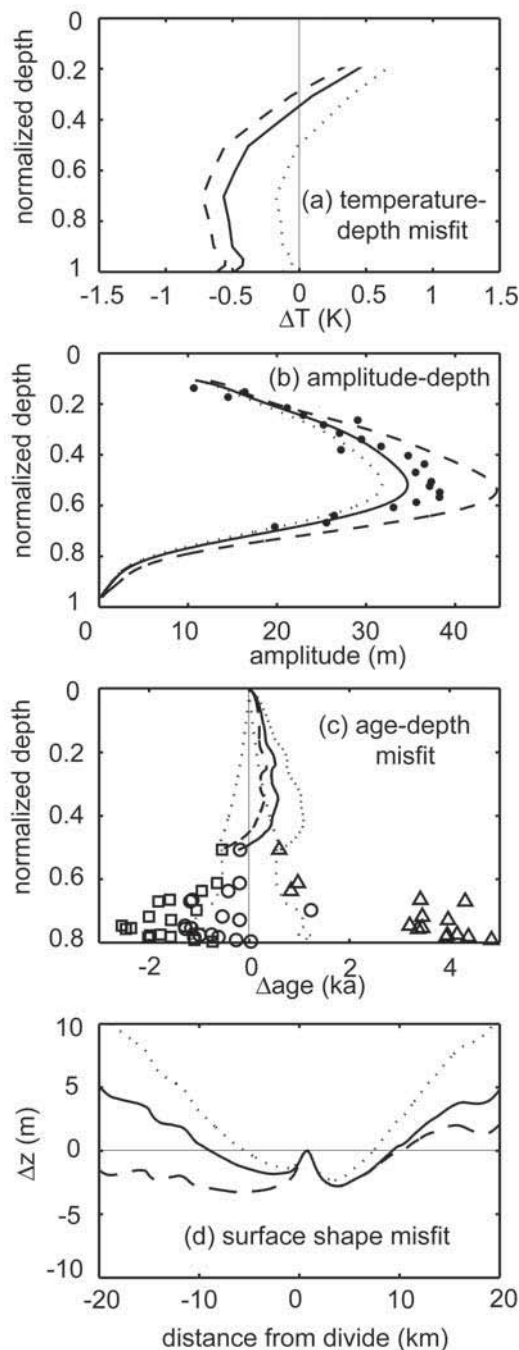 0
0.2
0.4
0.6
0.8
1
normalized depth
(a) temperature-
depth misfit
-1.5 -1 -0.5 0 0.5 1 1.5
ΔT (K)
0
0.2
0.4
0.6
0.8
1
normalized depth
(b) amplitude-depth
0 10 20 30 40
amplitude (m)
0
0.2
0.4
0.6
0.8
normalized depth
(c) age-depth
misfit
-2 0 2 4
Δage (ka)
10
5
0
-5
-10
Δz (m)
(d) surface shape misfit
-20 -10 0 10 20
distance from divide (km)